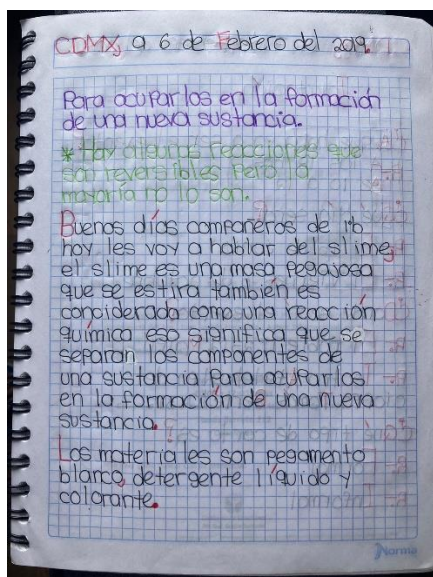 CDMX, a 6 de Febrero del 2019.
Para ocupar los en la formación
de una nueva sustancia.
* Hay algunas reacciones que
son reversibles Pero la
mayoría no lo son.
Buenos días compañeros de 1°b
hoy les voy a hablar del slime,
el slime es una masa Pegajosa
que se estira también es
considerada como una reacción
química eso significa que se
separan los componentes de
una sustancia Para ocuparlos
en la formación de una nueva
sustancia.
Los materiales son pegamento
blanco, detergente líquido y
colorante.
Norma